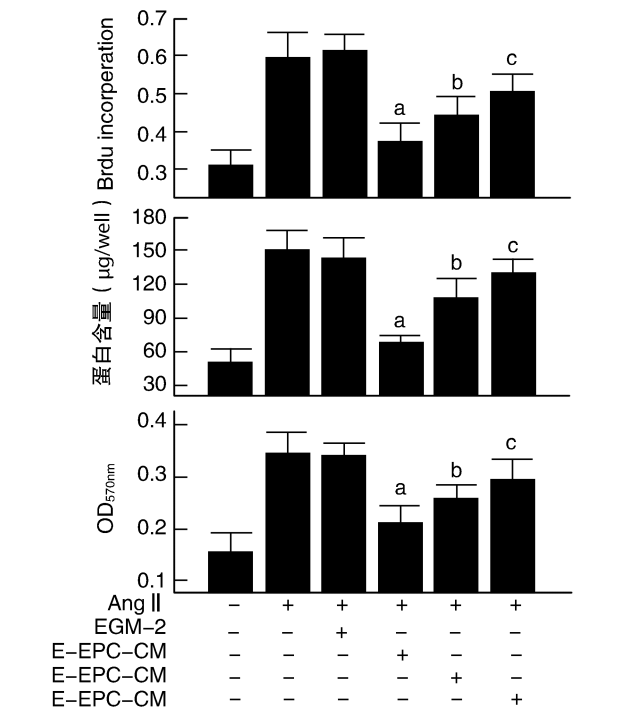 Brdu incorperation
0.7
0.6
0.5
0.4
0.3
a
b
c
蛋白含量(μg/well)
180
150
120
90
60
30
a
b
c
OD570nm
0.4
0.3
0.2
0.1
a
b
c
Ang Ⅱ − + + + + +
EGM−2 − − + − − −
E−EPC−CM − − − + − −
E−EPC−CM − − − − + −
E−EPC−CM − − − − − +